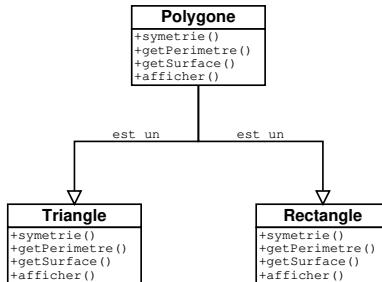 Polygone
+symetrie()
+getPerimetre()
+getSurface()
+afficher()
est un
est un
Triangle
+symetrie()
+getPerimetre()
+getSurface()
+afficher()
Rectangle
+symetrie()
+getPerimetre()
+getSurface()
+afficher()